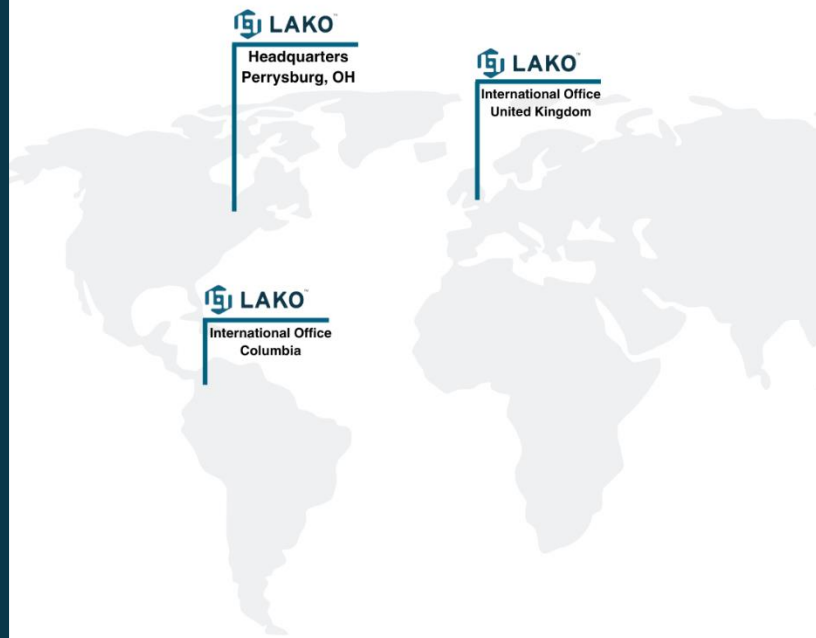 LAKO™
Headquarters
Perrysburg, OH
LAKO™
International Office
United Kingdom
LAKO™
International Office
Columbia